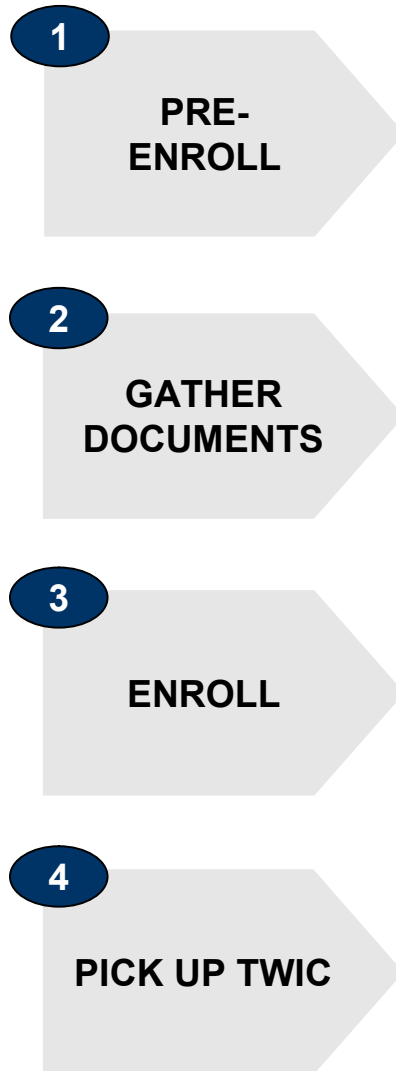 1
PRE-
ENROLL
2
GATHER
DOCUMENTS
3
ENROLL
4
PICK UP TWIC